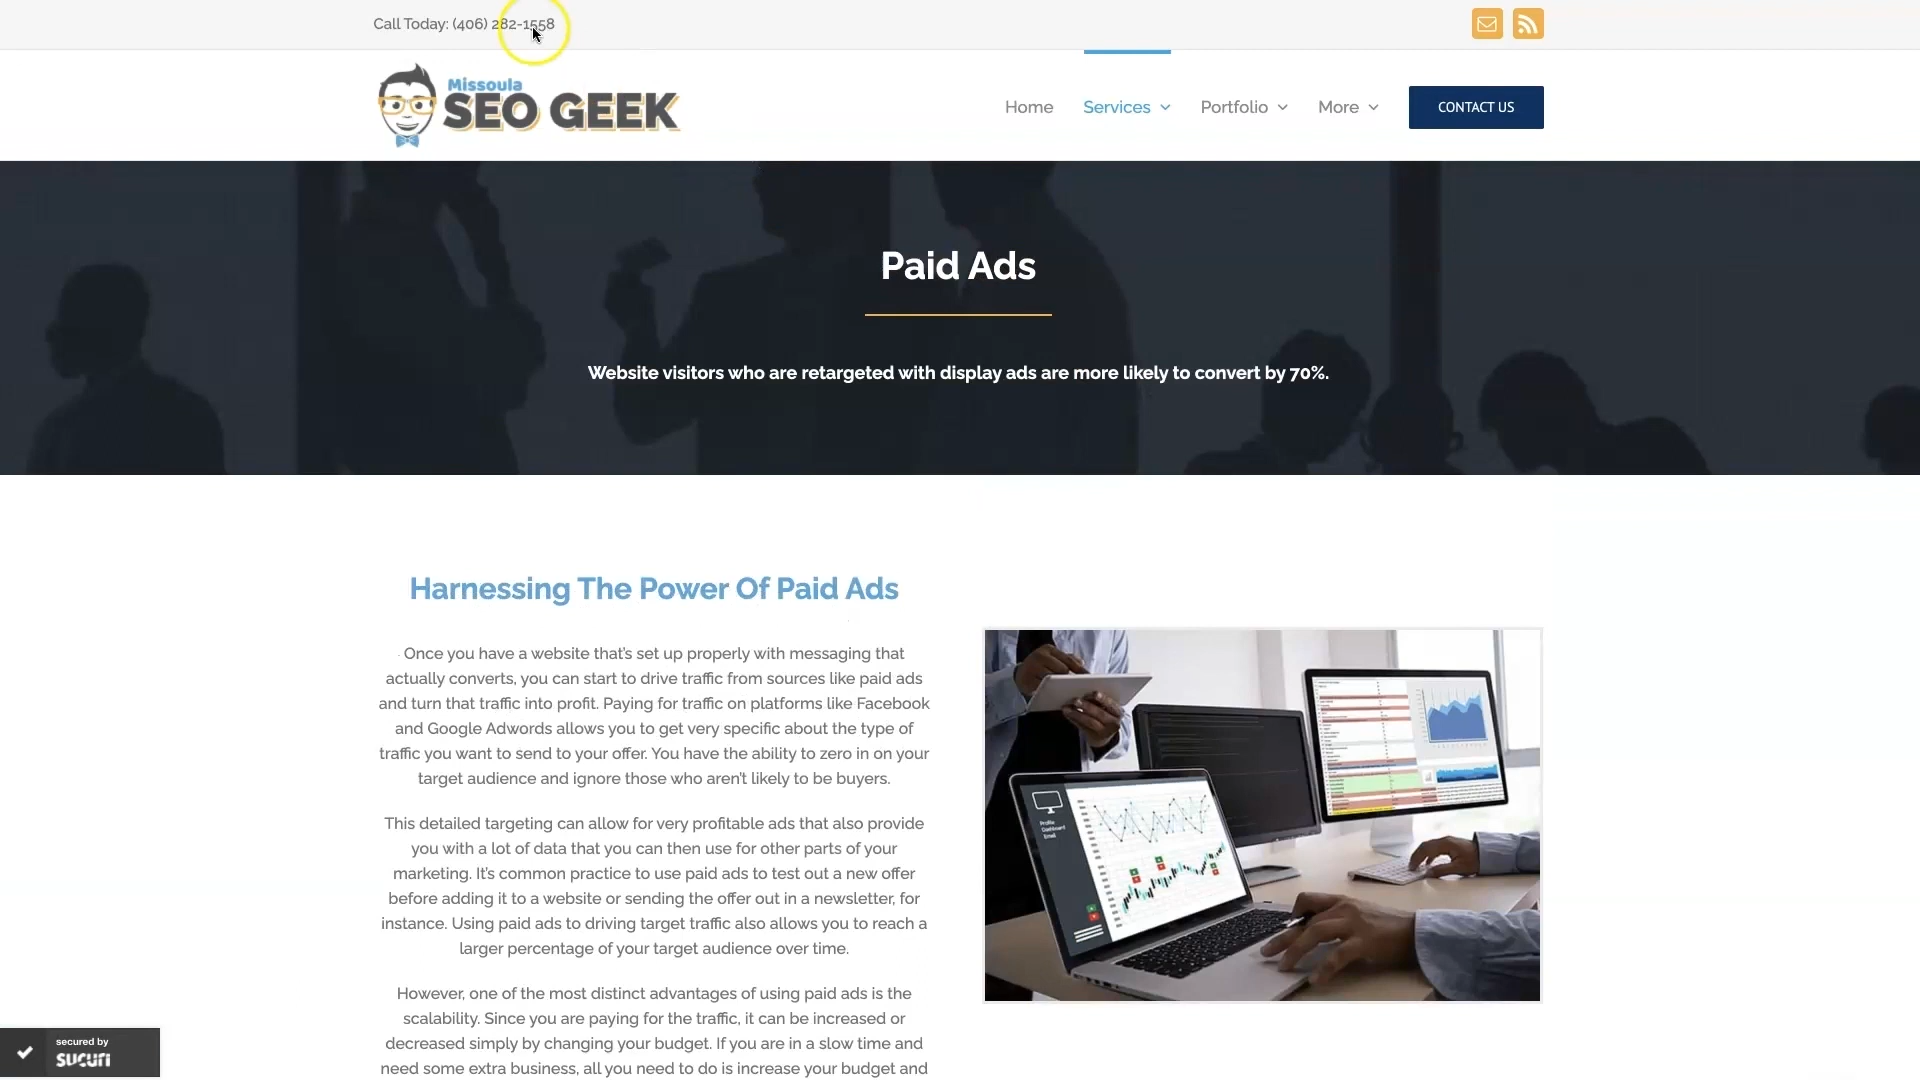 Call Today: (406) 282-1558
Missoula
SEO GEEK
Home
Services
Portfolio
More
CONTACT US
Paid Ads
Website visitors who are retargeted with display ads are more likely to convert by 70%.
Harnessing The Power Of Paid Ads
Once you have a website that's set up properly with messaging that
actually converts, you can start to drive traffic from sources like paid ads
and turn that traffic into profit. Paying for traffic on platforms like Facebook
and Google Adwords allows you to get very specific about the type of
traffic you want to send to your offer. You have the ability to zero in on your
target audience and ignore those who aren't likely to be buyers.
This detailed targeting can allow for very profitable ads that also provide
you with a lot of data that you can then use for other parts of your
marketing. It's common practice to use paid ads to test out a new offer
before adding it to a website or sending the offer out in a newsletter, for
instance. Using paid ads to driving target traffic also allows you to reach a
larger percentage of your target audience over time.
However, one of the most distinct advantages of using paid ads is the
scalability. Since you are paying for the traffic, it can be increased or
decreased simply by changing your budget. If you are in a slow time and
need some extra business, all you need to do is increase your budget and
Profile
Dashboard
Email
secured by
sucuri